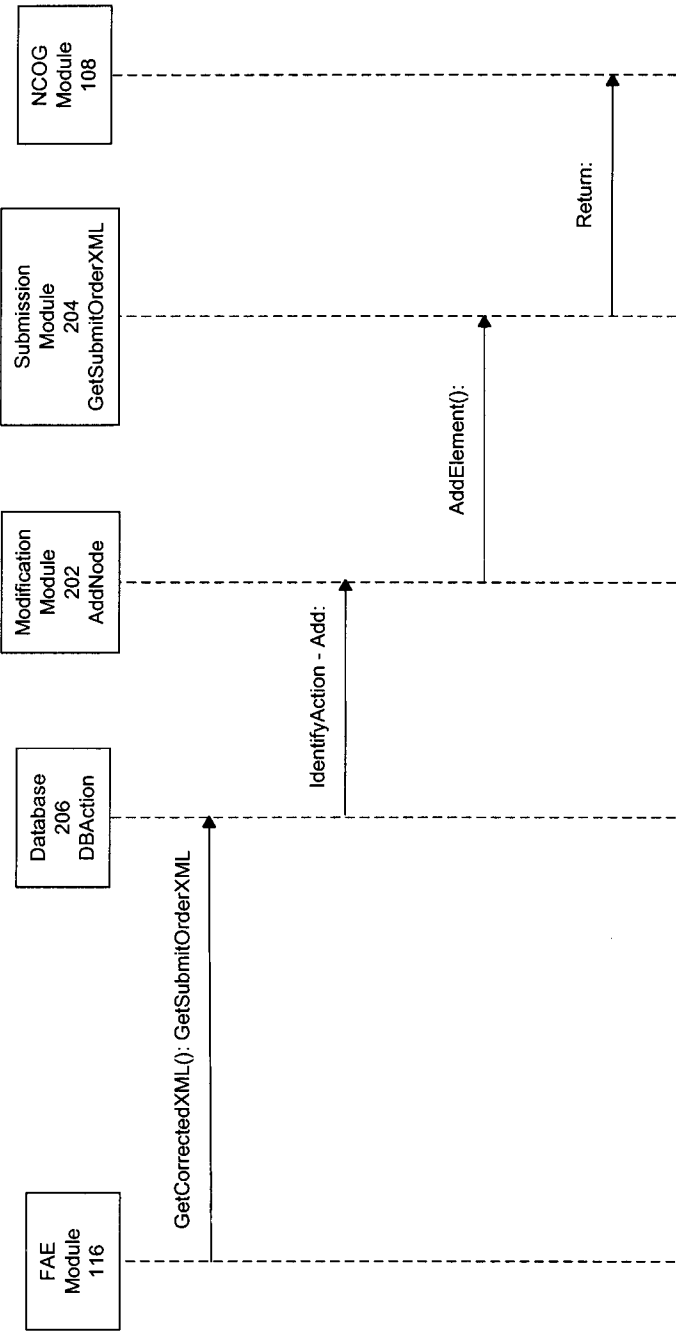 FAE
Module
116
Database
206
DBAction
Modification
Module
202
AddNode
Submission
Module
204
GetSubmitOrderXML
NCOG
Module
108
GetCorrectedXML(): GetSubmitOrderXML
IdentifyAction - Add:
AddElement():
Return: